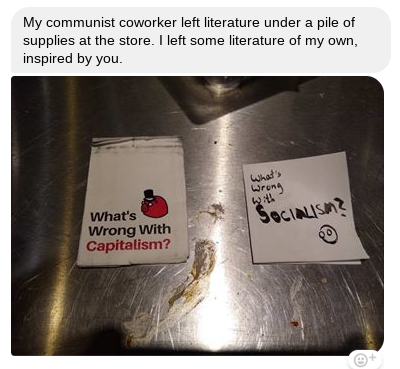 My communist coworker left literature under a pile of
supplies at the store. I left some literature of my own,
inspired by you.
What's
Wrong With
Capitalism?
What's
Wrong
with
SOCIALISM?